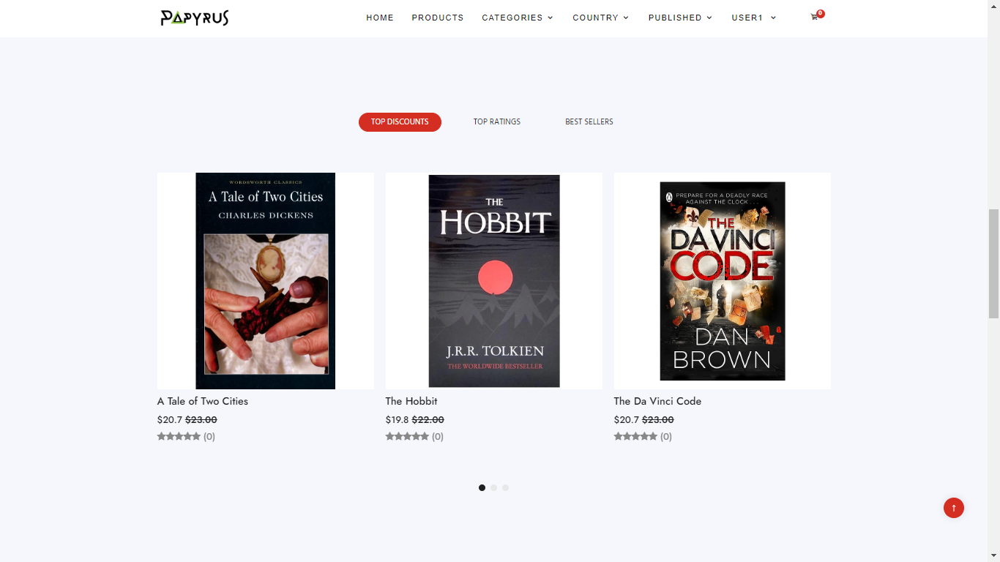 PAPYRUS
HOME PRODUCTS CATEGORIES COUNTRY PUBLISHED USER1 0
TOP DISCOUNTS TOP RATINGS BEST SELLERS
WORDSWORTH CLASSICS
A Tale of Two Cities
CHARLES DICKENS
THE
HOBBIT
J.R.R. TOLKIEN
THE WORLDWIDE BESTSELLER
PREPARE FOR A DEADLY RACE
AGAINST THE CLOCK . . .
THE
DA VINCI
CODE
DAN
BROWN
A Tale of Two Cities
$20.7 $23.00
(0)
The Hobbit
$19.8 $22.00
(0)
The Da Vinci Code
$20.7 $23.00
(0)
↑